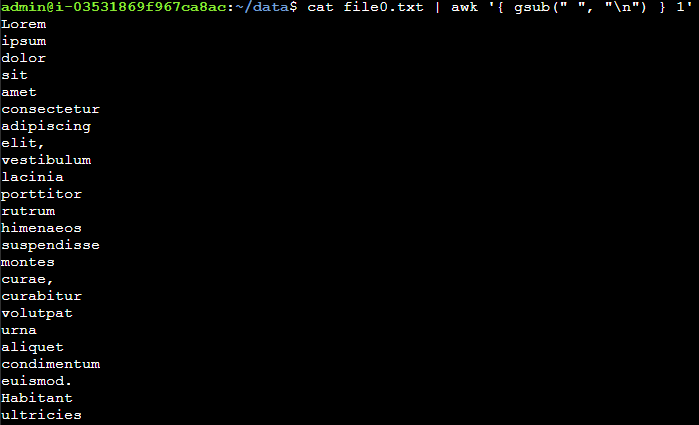 admin@i-03531869f967ca8ac:~/data$ cat file0.txt | awk '{ gsub(" ", "\n") } 1'
Lorem
ipsum
dolor
sit
amet
consectetur
adipiscing
elit,
vestibulum
lacinia
porttitor
rutrum
himenaeos
suspendisse
montes
curae,
curabitur
volutpat
urna
aliquet
condimentum
euismod.
Habitant
ultricies